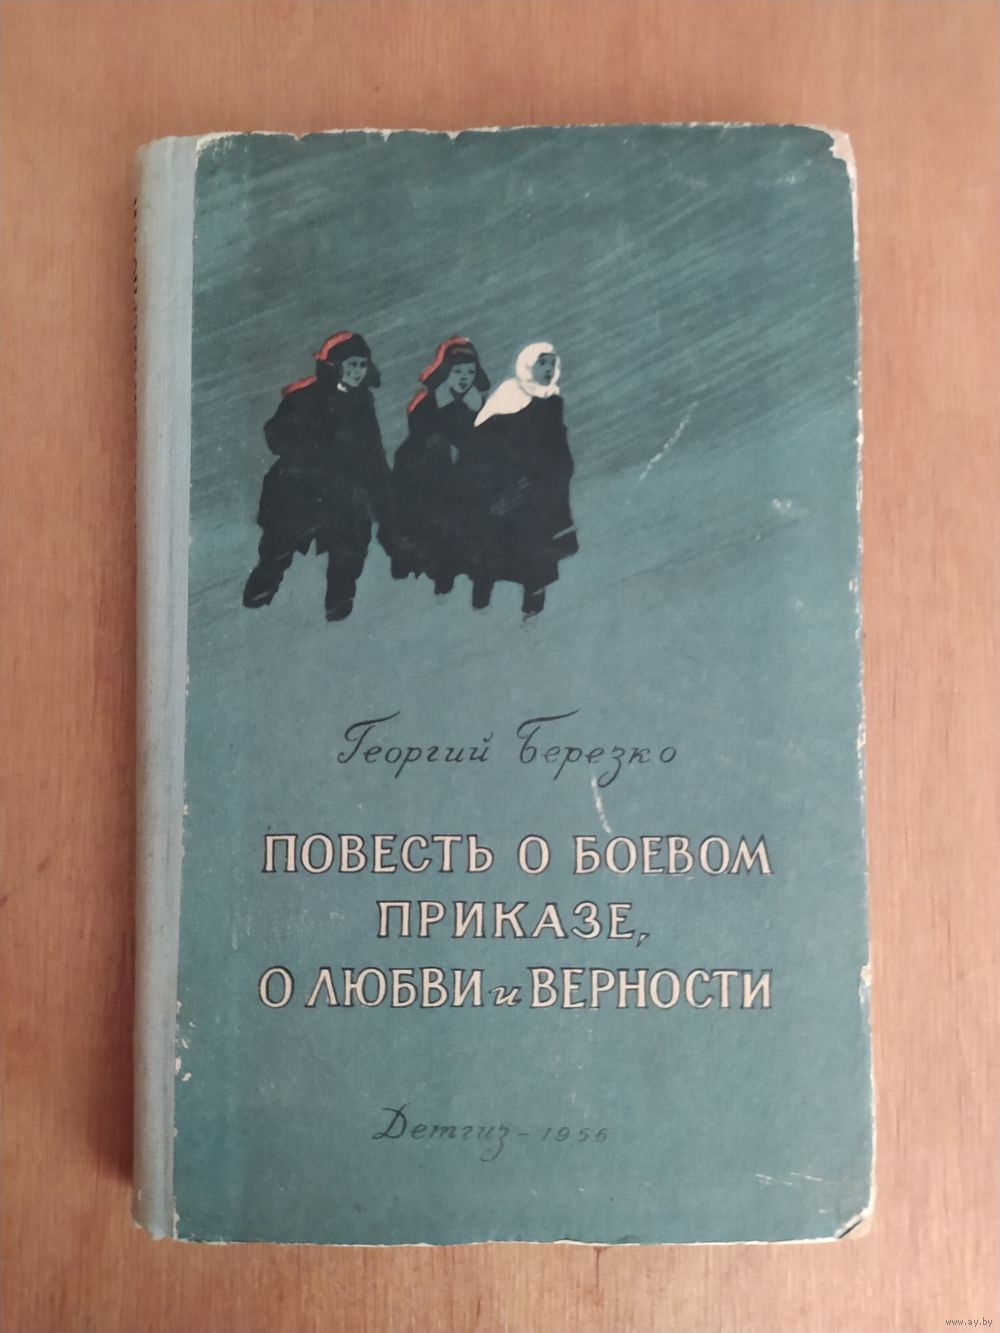 Георгий Березко
ПОВЕСТЬ О БОЕВОМ
ПРИКАЗЕ,
О ЛЮБВИ и ВЕРНОСТИ
Детгиз - 1956
www.ay.by